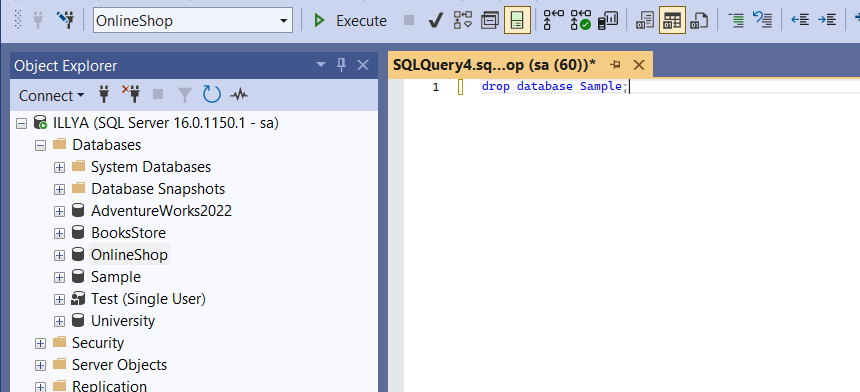 OnlineShop
Execute
Object Explorer
SQLQuery4.sq...op (sa (60))*
Connect
1 drop database Sample;
ILLYA (SQL Server 16.0.1150.1 - sa)
Databases
System Databases
Database Snapshots
AdventureWorks2022
BooksStore
OnlineShop
Sample
Test (Single User)
University
Security
Server Objects
Replication